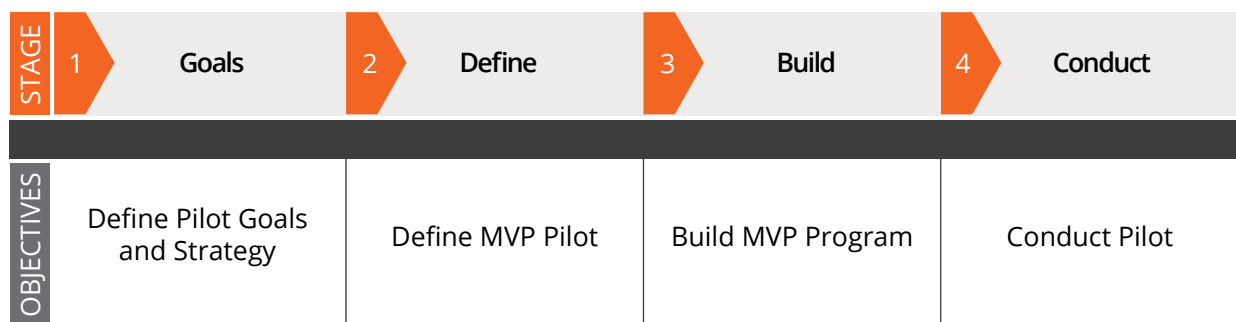 STAGE
1
Goals
2
Define
3
Build
4
Conduct
OBJECTIVES
Define Pilot Goals
and Strategy
Define MVP Pilot
Build MVP Program
Conduct Pilot